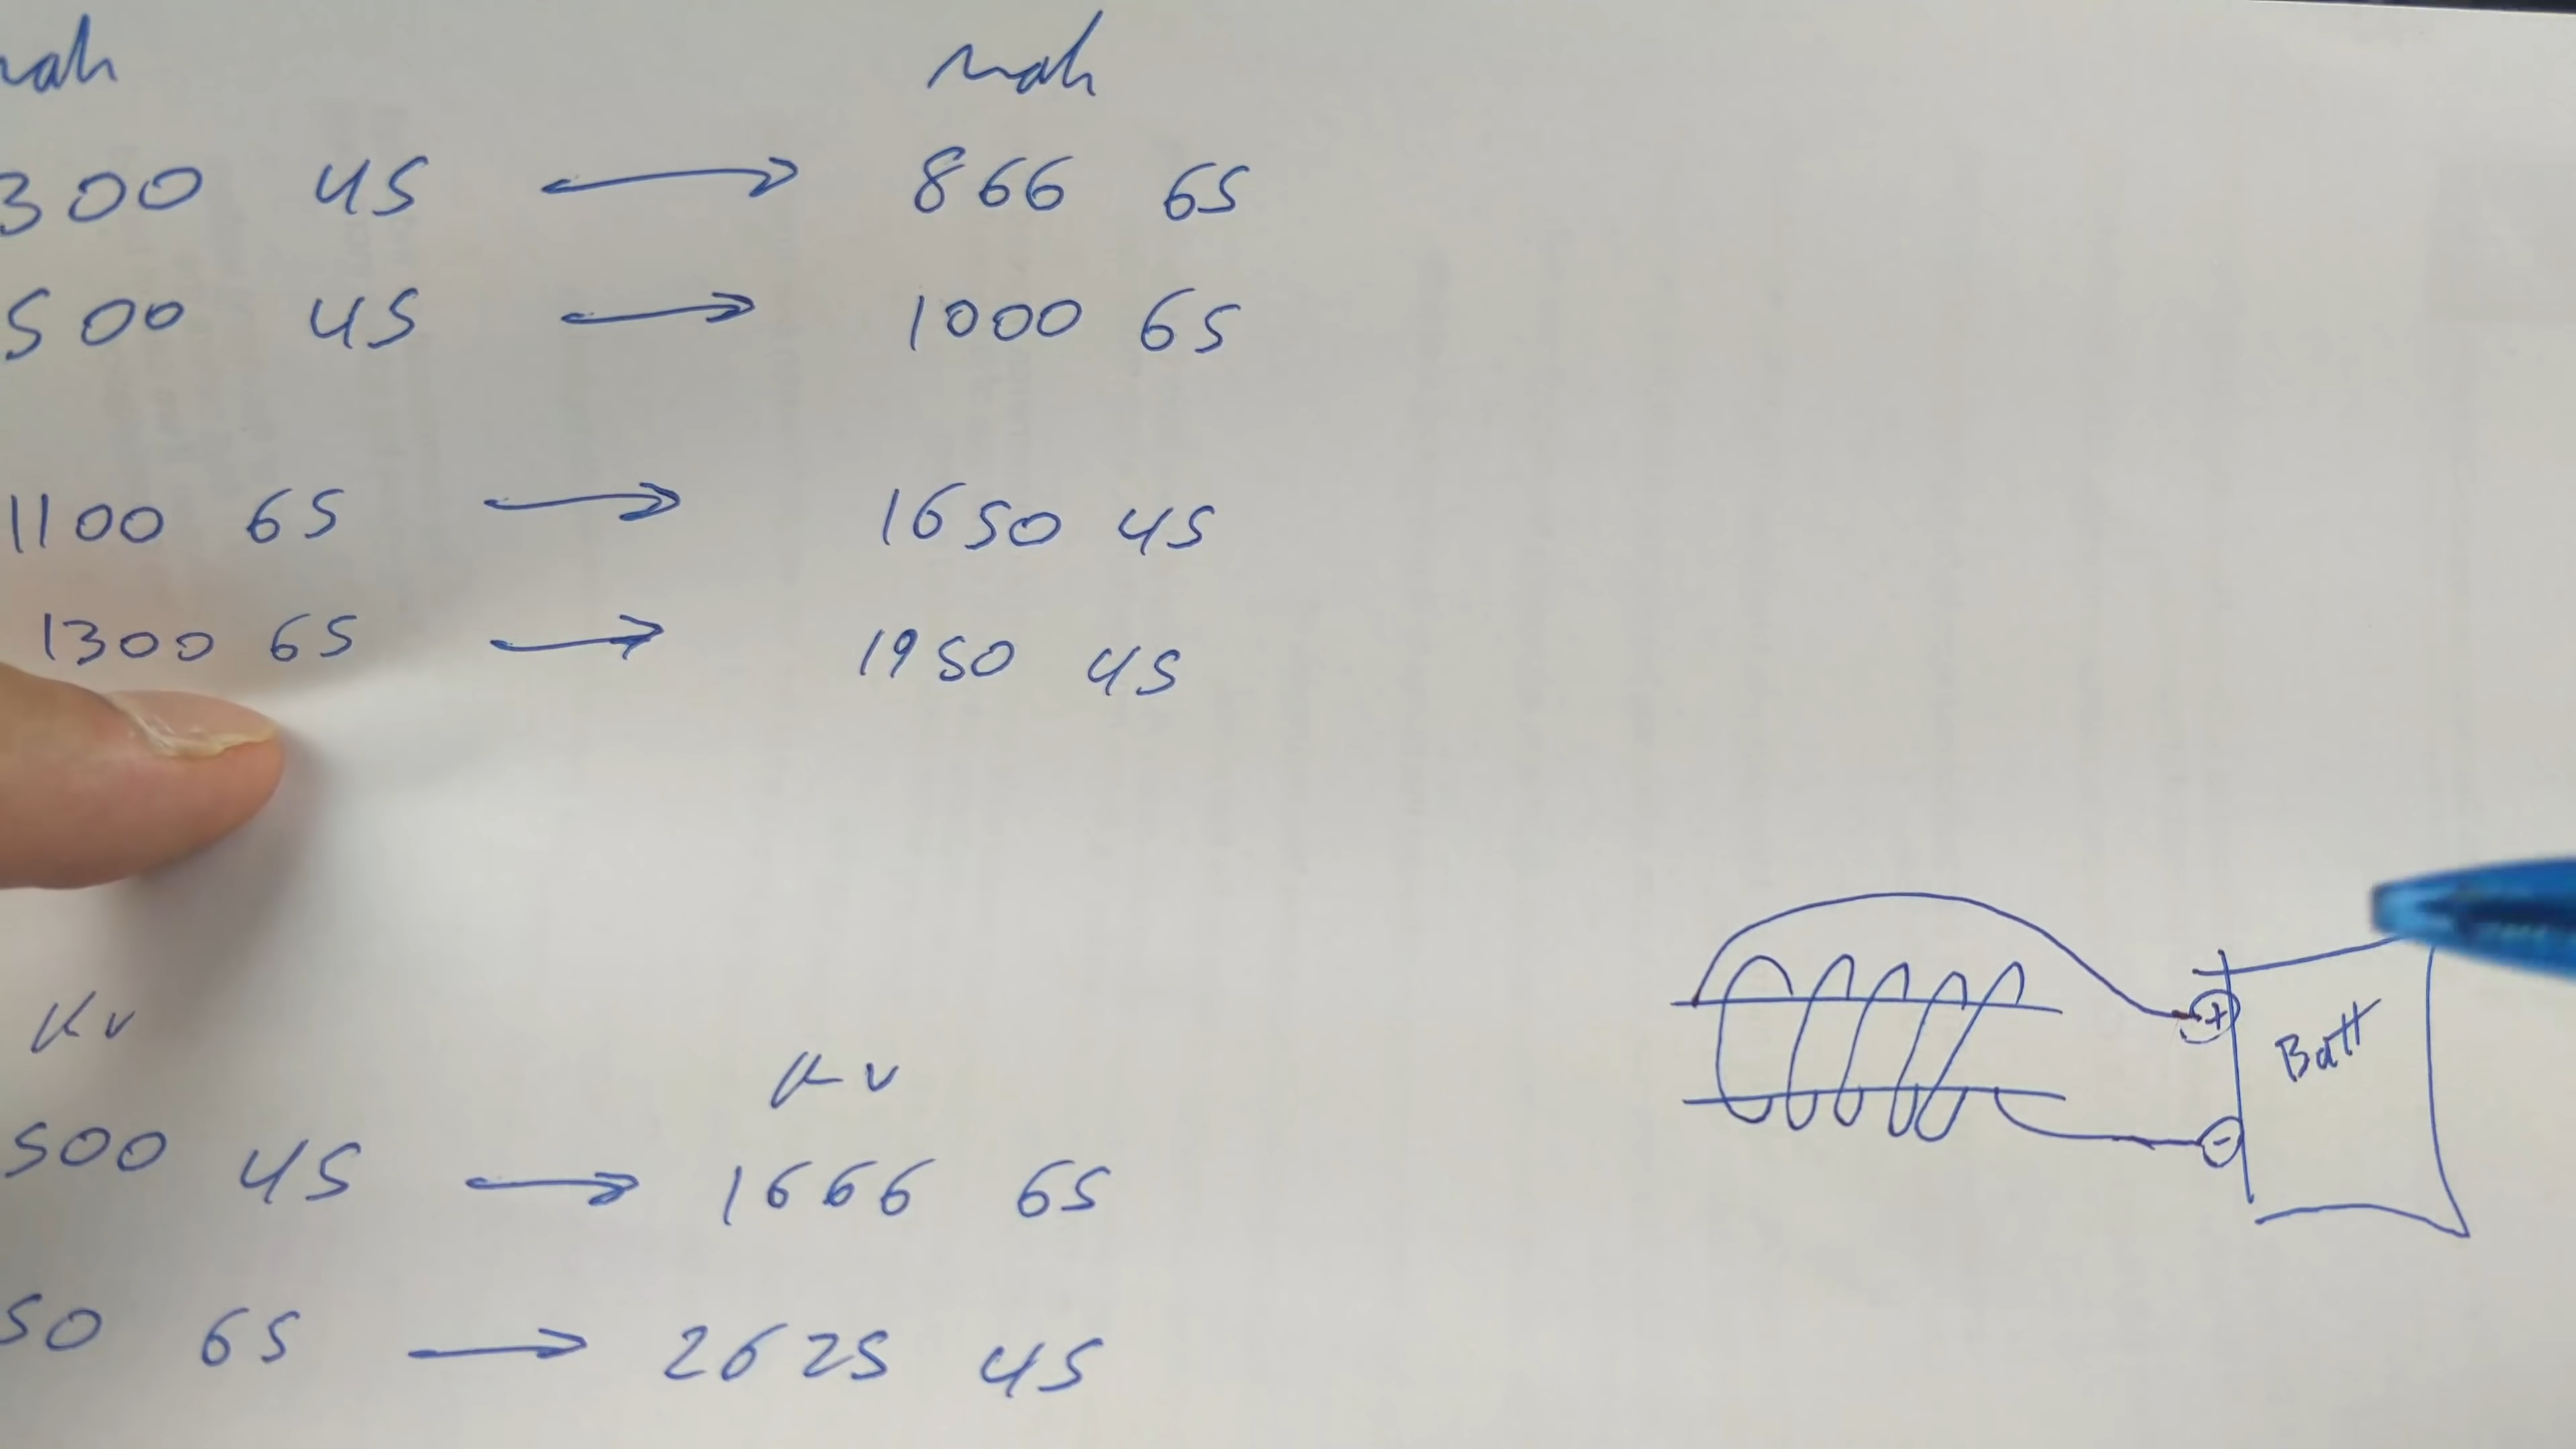 mah mah
300 4S → 866 6S
500 4S → 1000 6S
1100 6S → 1650 4S
1300 6S → 1950 4S
Kv
Kv
500 4S → 1666 6S
50 6S → 2625 4S
+
Batt
-